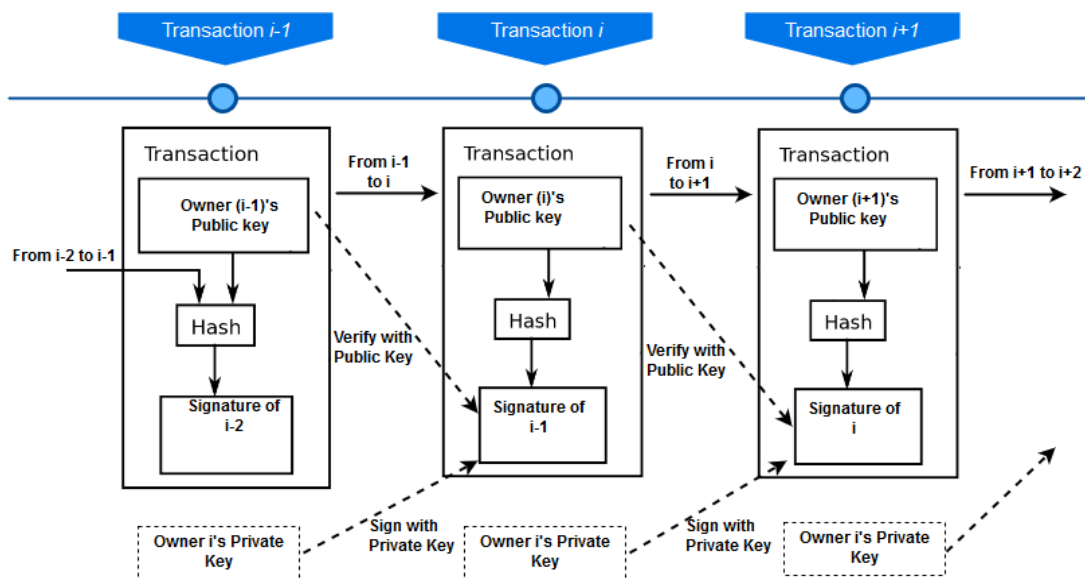 Transaction i-1
Transaction i
Transaction i+1
Transaction
From i-1
to i
Transaction
From i
to i+1
Transaction
From i+1 to i+2
Owner (i-1)'s
Public key
Owner (i)'s
Public key
Owner (i+1)'s
Public key
From i-2 to i-1
Hash
Hash
Hash
Verify with
Public Key
Verify with
Public Key
Signature of
i-2
Signature of
i-1
Signature of
i
Owner i's Private
Key
Sign with
Private Key
Owner i's Private
Key
Sign with
Private Key
Owner i's Private
Key